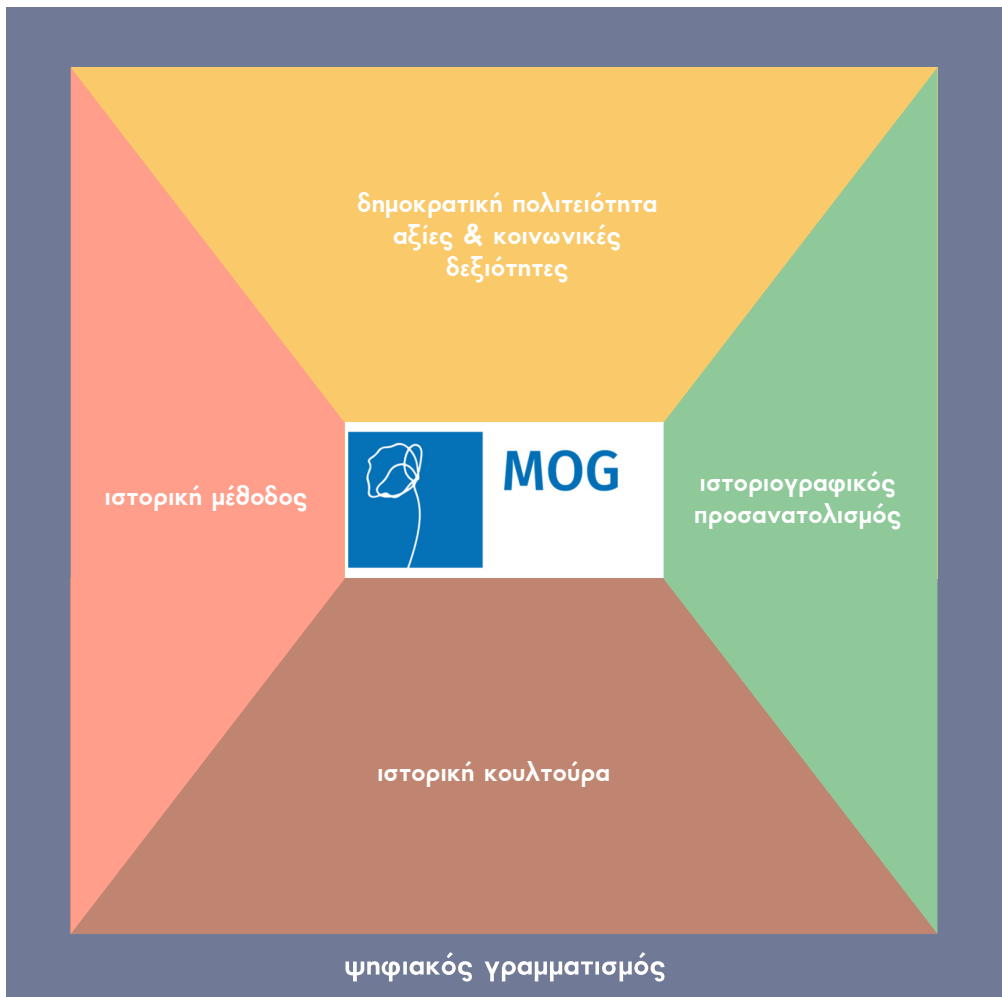 δημοκρατική πολιτειότητα
αξίες & κοινωνικές
δεξιότητες
ιστορική μέθοδος
MOG
ιστοριογραφικός
προσανατολισμός
ιστορική κουλτούρα
ψηφιακός γραμματισμός